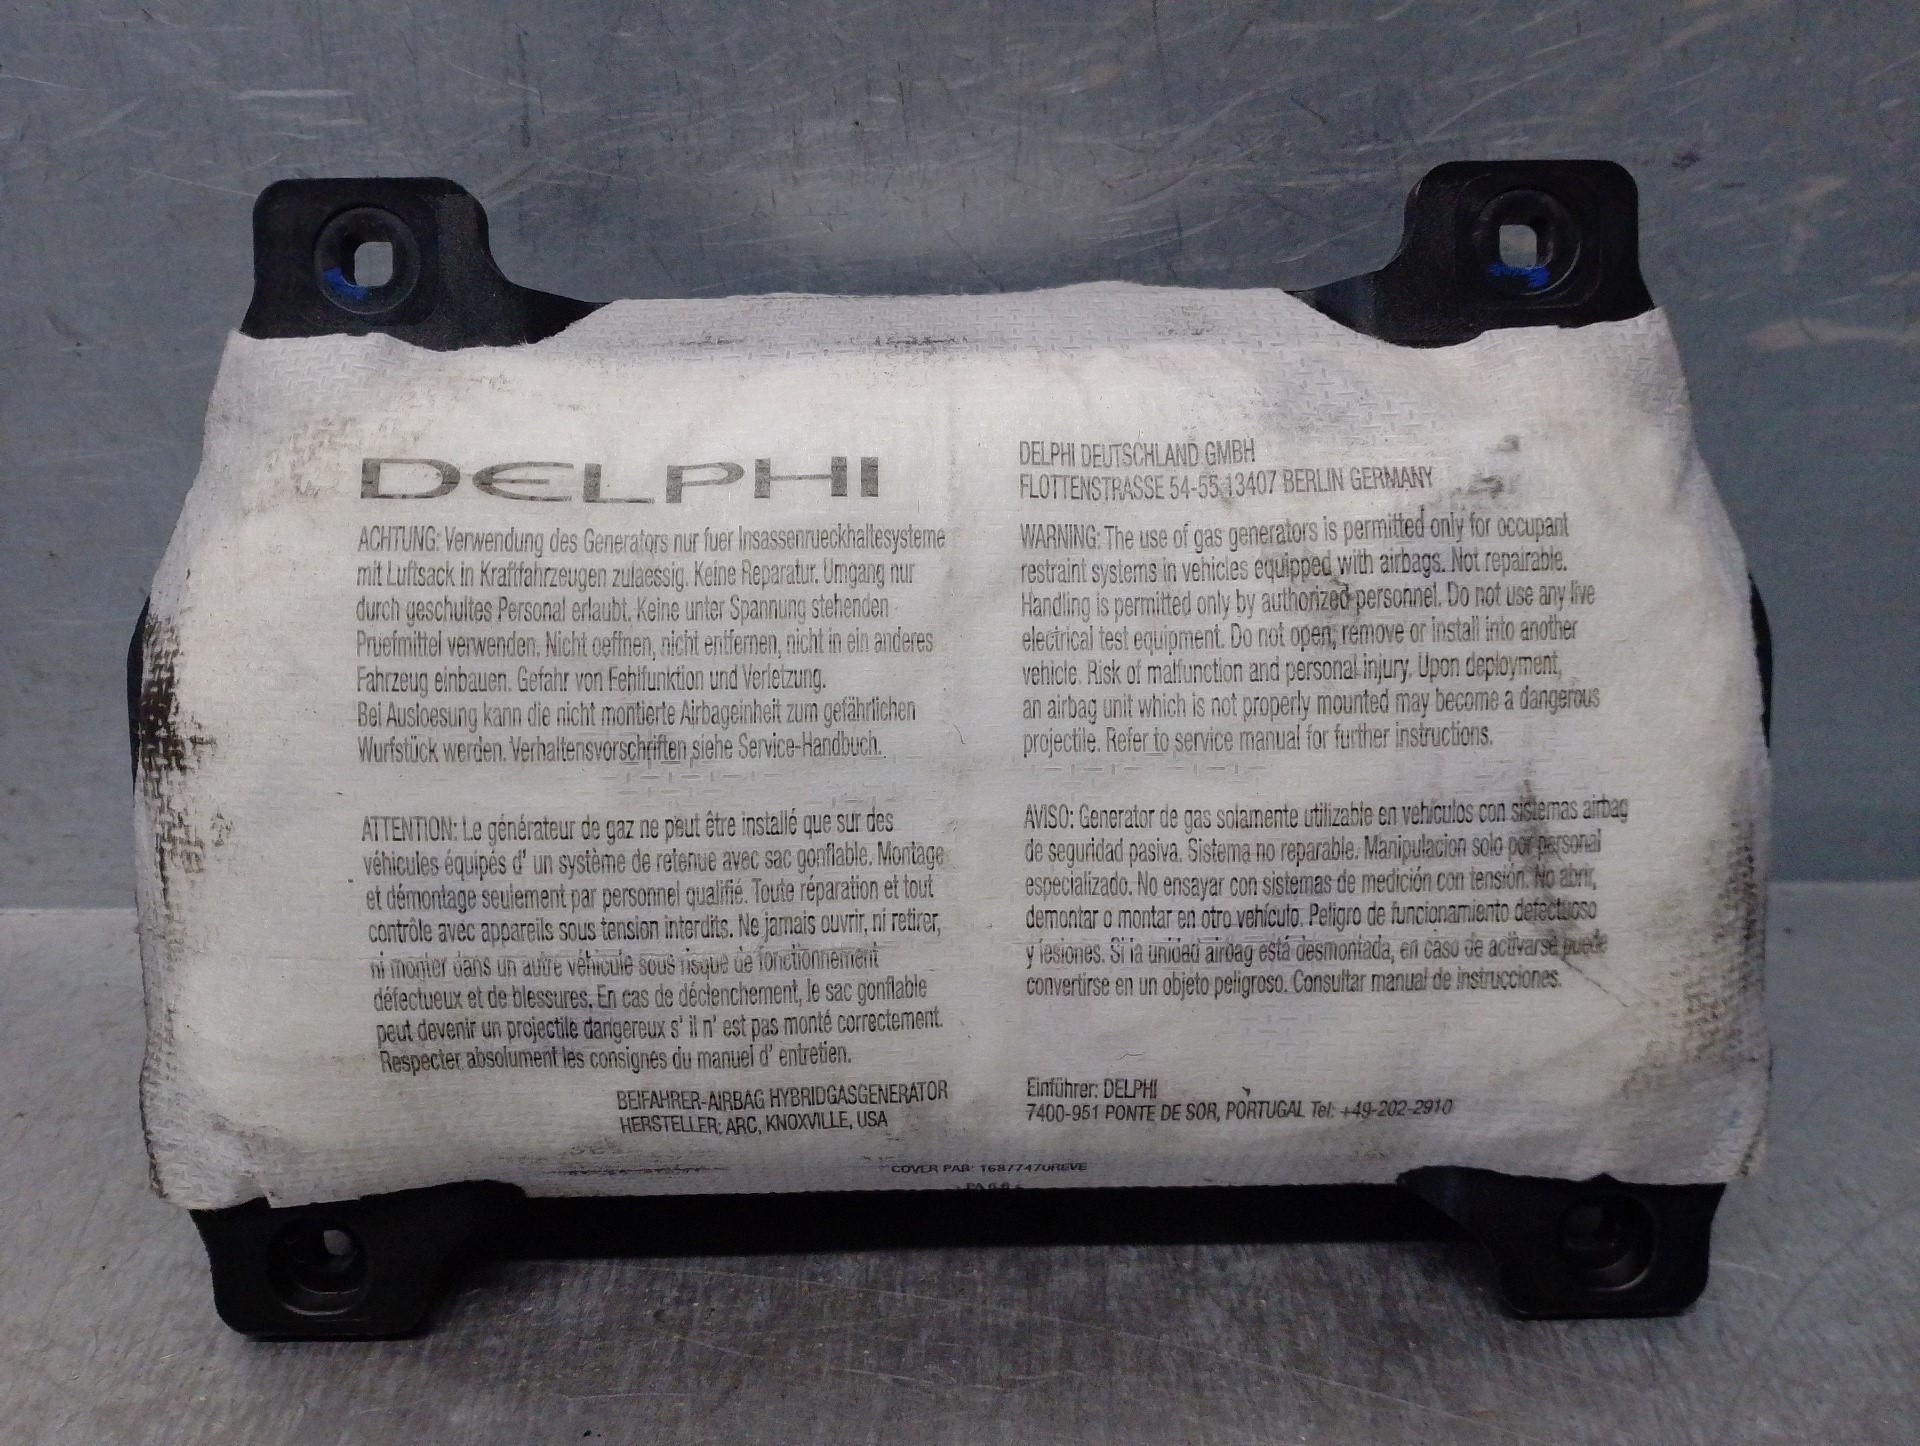 DELPHI
ACHTUNG: Verwendung des Generators nur fuer Insassenrueckhaltesysteme
mit Luftsack in Kraftfahrzeugen zulaessig. Keine Reparatur. Umgang nur
durch geschultes Personal erlaubt. Keine unter Spannung stehenden
Pruefmittel verwenden. Nicht oeffnen, nicht entfernen, nicht in ein anderes
Fahrzeug einbauen. Gefahr von Fehlfunktion und Verletzung.
Bei Ausloesung kann die nicht montierte Airbageinheit zum gefährlichen
Wurfstück werden. Verhaltensvorschriften siehe Service-Handbuch.
ATTENTION: Le générateur de gaz ne peut être installé que sur des
véhicules équipés d' un système de retenue avec sac gonflable. Montage
et démontage seulement par personnel qualifié. Toute réparation et tout
contrôle avec appareils sous tension interdits. Ne jamais ouvrir, ni retirer,
ni monter dans un autre véhicule sous risque de fonctionnement
défectueux et de blessures. En cas de déclenchement, le sac gonflable
peut devenir un projectile dangereux s' il n' est pas monté correctement.
Respecter absolument les consignes du manuel d' entretien.
BEIFAHRER-AIRBAG HYBRIDGASGENERATOR
HERSTELLER: ARC, KNOXVILLE, USA
DELPHI DEUTSCHLAND GMBH
FLOTTENSTRASSE 54-55 13407 BERLIN GERMANY
WARNING: The use of gas generators is permitted only for occupant
restraint systems in vehicles equipped with airbags. Not repairable.
Handling is permitted only by authorized personnel. Do not use any live
electrical test equipment. Do not open, remove or install into another
vehicle. Risk of malfunction and personal injury. Upon deployment,
an airbag unit which is not properly mounted may become a dangerous
projectile. Refer to service manual for further instructions.
AVISO: Generator de gas solamente utilizable en vehículos con sistemas airbag
de seguridad pasiva. Sistema no reparable. Manipulacion solo por personal
especializado. No ensayar con sistemas de medición con tensión. No abrir,
demontar o montar en otro vehículo. Peligro de funcionamiento defectuoso
y lesiones. Si la unidad airbag está desmontada, en caso de activarse puede
convertirse en un objeto peligroso. Consultar manual de instrucciones.
Einführer: DELPHI
7400-951 PONTE DE SOR, PORTUGAL Tel: +49-202-2910
COVER PAB: 16877470REVE